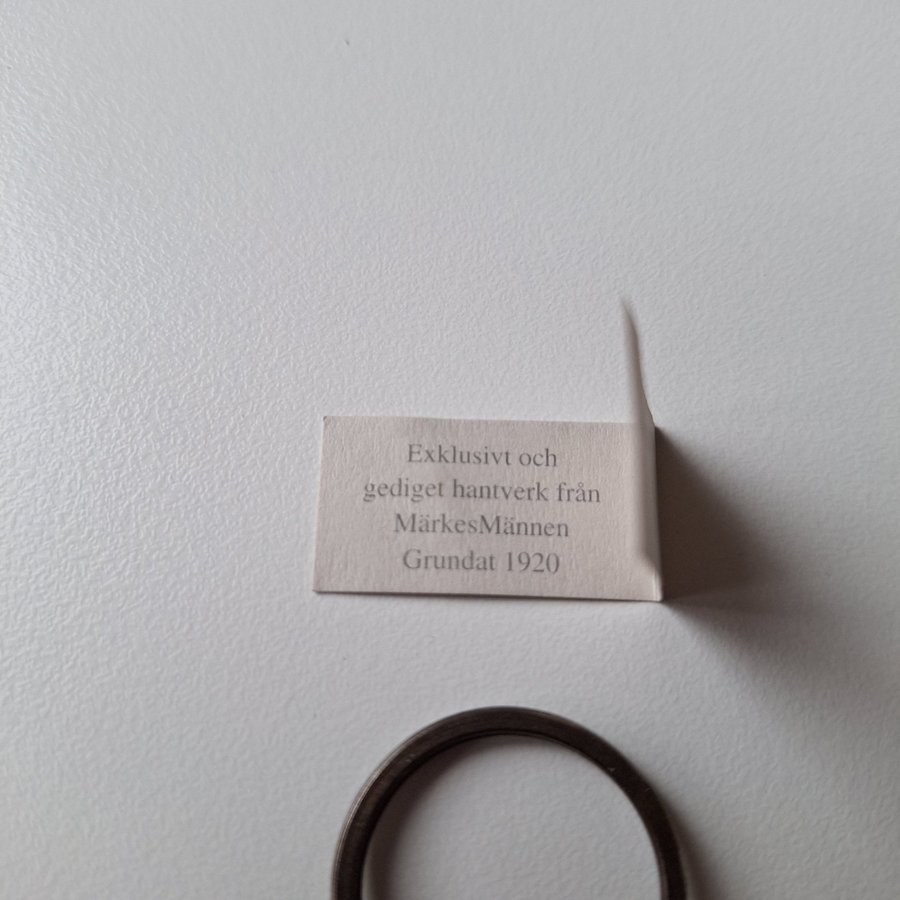 Exklusivt och
gediget hantverk från
MärkesMännen
Grundat 1920